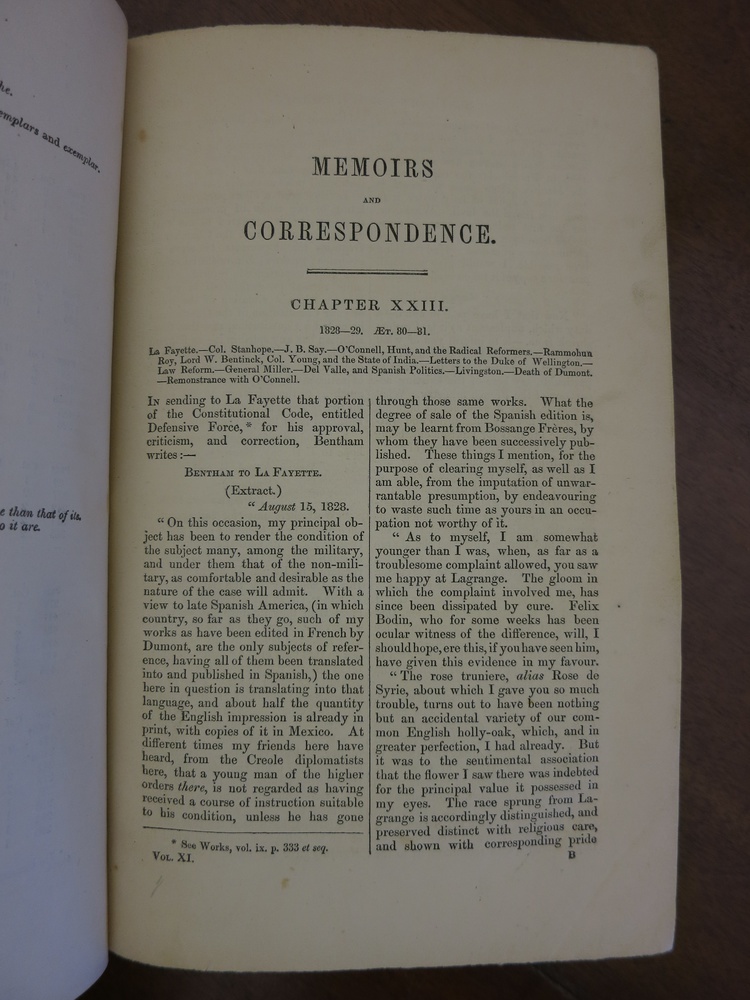 he.
emplars and exemplar.
e than that of its.
o it are.
MEMOIRS
AND
CORRESPONDENCE.
CHAPTER XXIII.
1828—29. ÆT. 80—81.
La Fayette.—Col. Stanhope.—J. B. Say.—O'Connell, Hunt, and the Radical Reformers.—Rammohun
Roy, Lord W. Bentinck, Col. Young, and the State of India.—Letters to the Duke of Wellington.—
Law Reform.—General Miller.—Del Valle, and Spanish Politics.—Livingston.—Death of Dumont.
—Remonstrance with O'Connell.
IN sending to La Fayette that portion
of the Constitutional Code, entitled
Defensive Force,* for his approval,
criticism, and correction, Bentham
writes:—
BENTHAM TO LA FAYETTE.
(Extract.)
"August 15, 1828.
"On this occasion, my principal ob-
ject has been to render the condition of
the subject many, among the military,
and under them that of the non-mili-
tary, as comfortable and desirable as the
nature of the case will admit. With a
view to late Spanish America, (in which
country, so far as they go, such of my
works as have been edited in French by
Dumont, are the only subjects of refer-
ence, having all of them been translated
into and published in Spanish,) the one
here in question is translating into that
language, and about half the quantity
of the English impression is already in
print, with copies of it in Mexico. At
different times my friends here have
heard, from the Creole diplomatists
here, that a young man of the higher
orders there, is not regarded as having
received a course of instruction suitable
to his condition, unless he has gone
* See Works, vol. ix. p. 333 et seq.
VOL. XI.
through those same works. What the
degree of sale of the Spanish edition is,
may be learnt from Bossange Frères, by
whom they have been successively pub-
lished. These things I mention, for the
purpose of clearing myself, as well as I
am able, from the imputation of unwar-
rantable presumption, by endeavouring
to waste such time as yours in an occu-
pation not worthy of it.
"As to myself, I am somewhat
younger than I was, when, as far as a
troublesome complaint allowed, you saw
me happy at Lagrange. The gloom in
which the complaint involved me, has
since been dissipated by cure. Felix
Bodin, who for some weeks has been
ocular witness of the difference, will, I
should hope, ere this, if you have seen him,
have given this evidence in my favour.
"The rose truniere, alias Rose de
Syrie, about which I gave you so much
trouble, turns out to have been nothing
but an accidental variety of our com-
mon English holly-oak, which, and in
greater perfection, I had already. But
it was to the sentimental association
that the flower I saw there was indebted
for the principal value it possessed in
my eyes. The race sprung from La-
grange is accordingly distinguished, and
preserved distinct with religious care,
and shown with corresponding pride
B